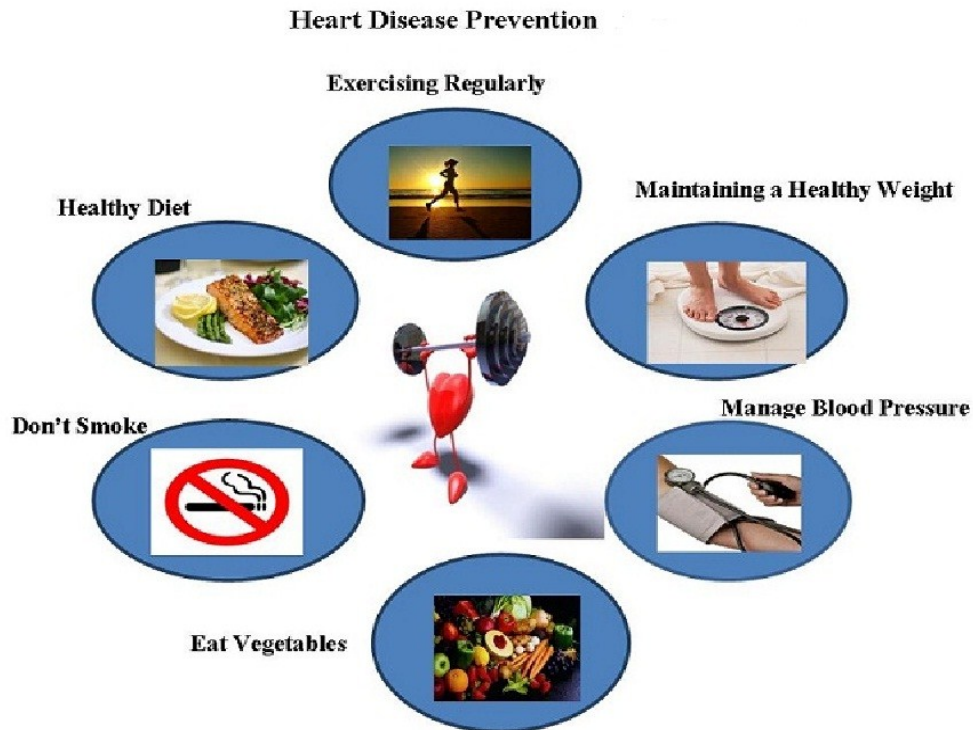 Heart Disease Prevention
Exercising Regularly
Healthy Diet
Maintaining a Healthy Weight
Don't Smoke
Manage Blood Pressure
Eat Vegetables